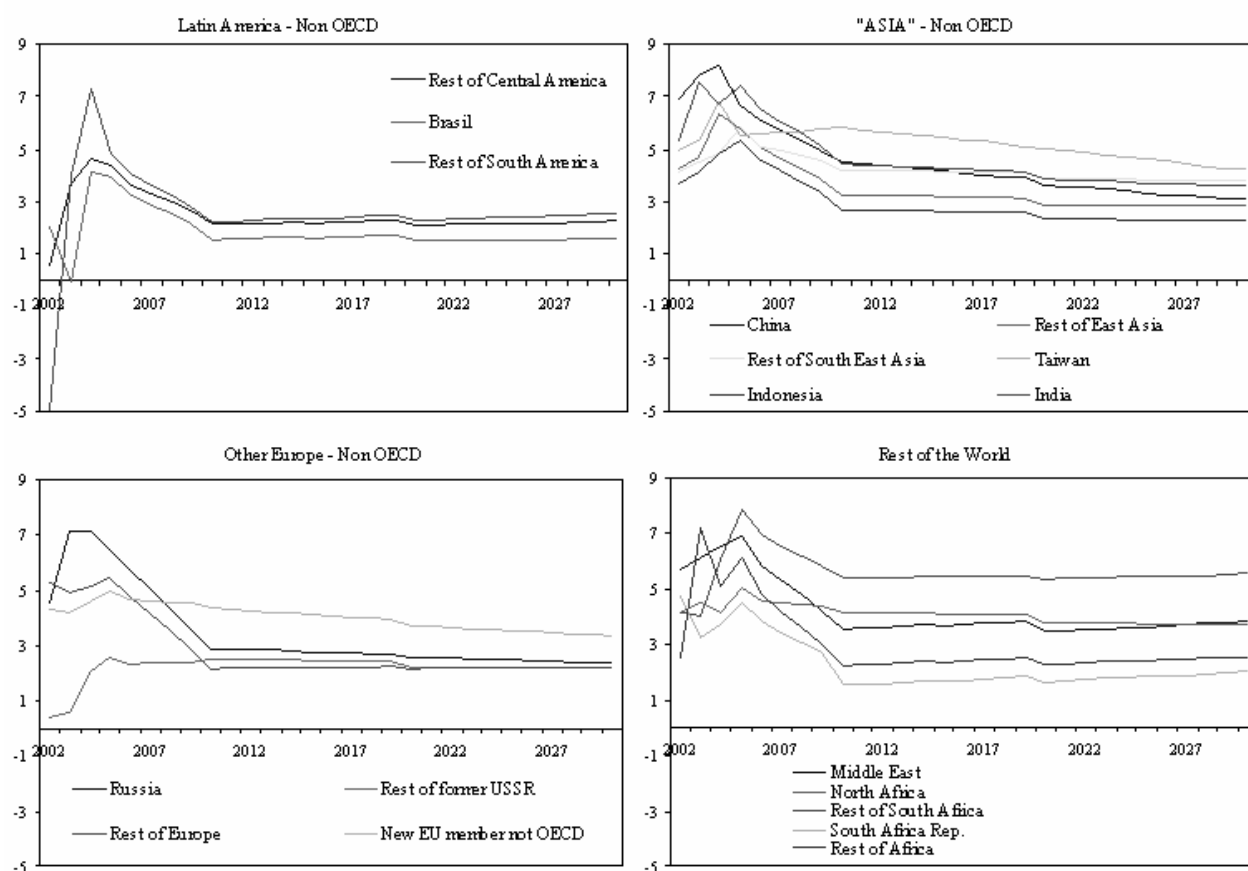 Latin America - Non OECD
9
7
5
3
1
-1
-3
-5
2002 2007 2012 2017 2022 2027
Rest of Central America
Brasil
Rest of South America
"ASIA" - Non OECD
9
7
5
3
1
-1
-3
-5
2002 2007 2012 2017 2022 2027
China Rest of East Asia
Rest of South East Asia Taiwan
Indonesia India
Other Europe - Non OECD
9
7
5
3
1
-1
-3
-5
2002 2007 2012 2017 2022 2027
Russia Rest of former USSR
Rest of Europe New EU member not OECD
Rest of the World
9
7
5
3
1
-1
-3
-5
2002 2007 2012 2017 2022 2027
Middle East
North Africa
Rest of South Africa
South Africa Rep.
Rest of Africa